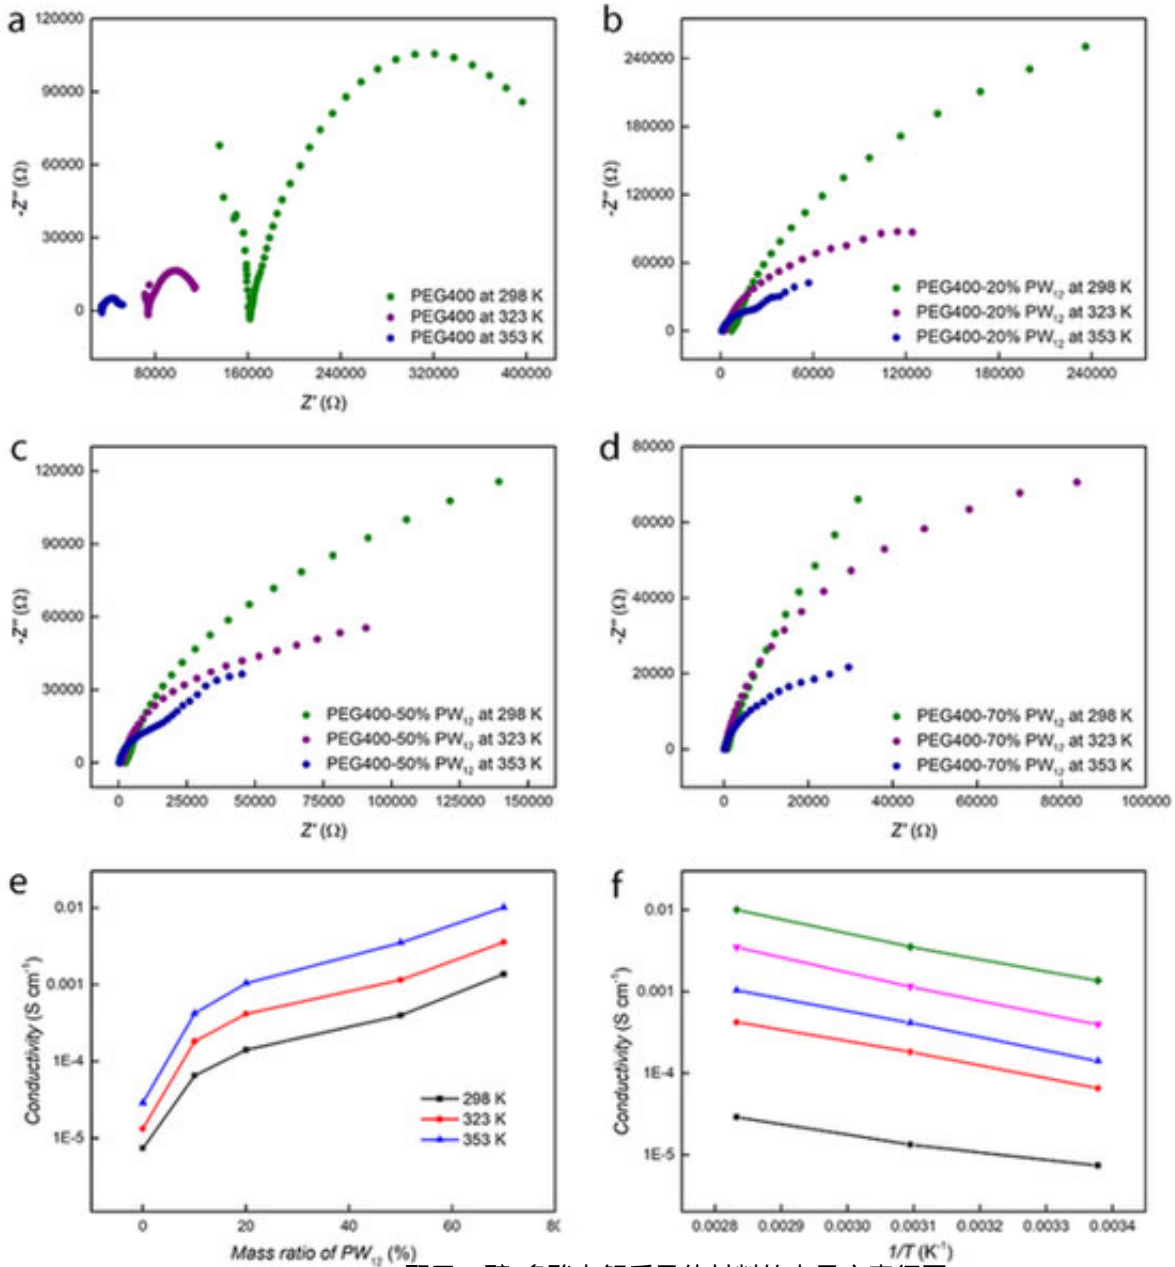 a
120000
90000
60000
30000
0
-Z'' (Ω)
80000 160000 240000 320000 400000
Z' (Ω)
PEG400 at 298 K
PEG400 at 323 K
PEG400 at 353 K
b
240000
180000
120000
60000
0
-Z'' (Ω)
0 60000 120000 180000 240000
PEG400-20% PW12 at 298 K
PEG400-20% PW12 at 323 K
PEG400-20% PW12 at 353 K
c
120000
90000
60000
30000
0
-Z'' (Ω)
0 25000 50000 75000 100000 125000 150000
Z' (Ω)
PEG400-50% PW12 at 298 K
PEG400-50% PW12 at 323 K
PEG400-50% PW12 at 353 K
d
80000
60000
40000
20000
0
-Z'' (Ω)
0 20000 40000 60000 80000 100000
Z' (Ω)
PEG400-70% PW12 at 298 K
PEG400-70% PW12 at 323 K
PEG400-70% PW12 at 353 K
e
0.01
0.001
1E-4
1E-5
Conductivity (S cm-1)
0 20 40 60
Mass ratio of PW12 (%)
298 K
323 K
353 K
f
0.01
0.001
1E-4
1E-5
Conductivity (S cm-1)
0.0028 0.0029 0.0030 0.0031 0.0032 0.0033 0.0034
1/T (K-1)